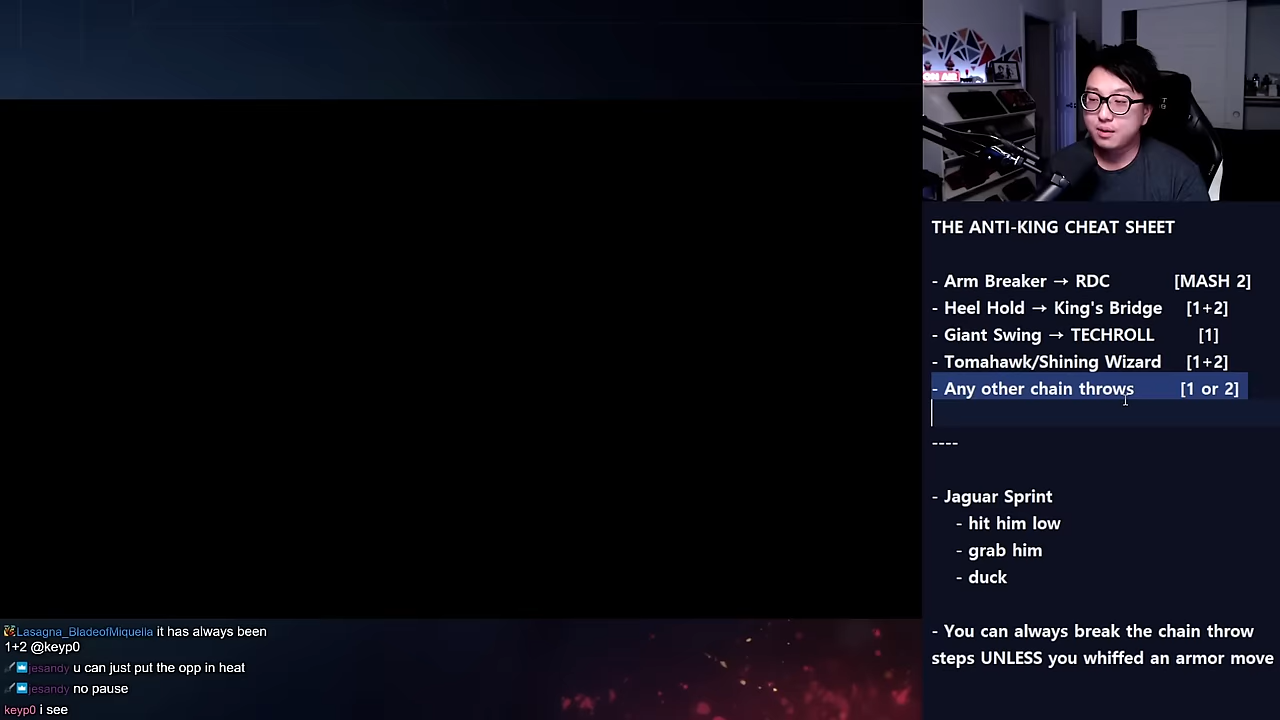 ON AIR
THE ANTI-KING CHEAT SHEET
- Arm Breaker → RDC [MASH 2]
- Heel Hold → King's Bridge [1+2]
- Giant Swing → TECHROLL [1]
- Tomahawk/Shining Wizard [1+2]
- Any other chain throws [1 or 2]
----
- Jaguar Sprint
- hit him low
- grab him
- duck
- You can always break the chain throw
steps UNLESS you whiffed an armor move
Lasagna_BladeofMiquella it has always been
1+2 @keyp0
jesandy u can just put the opp in heat
jesandy no pause
keyp0 i see